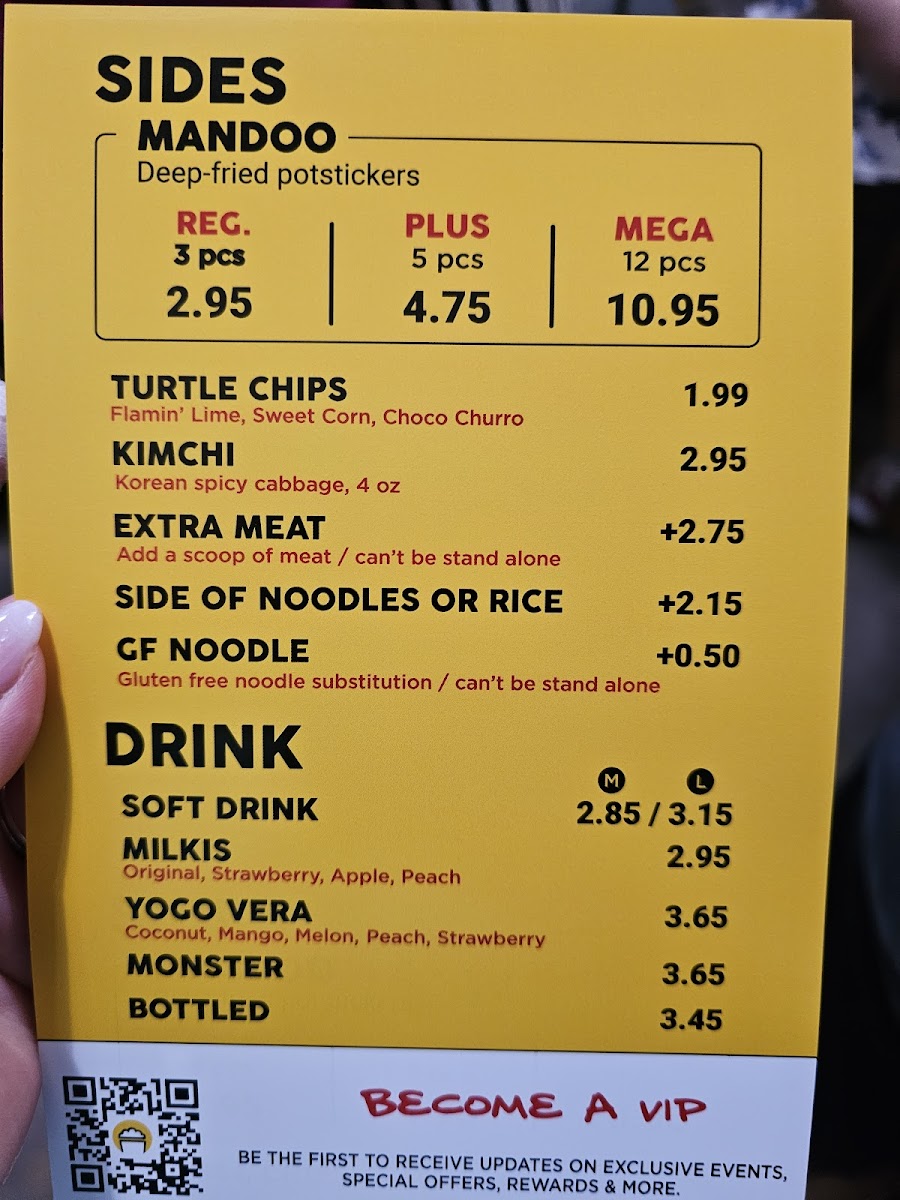 SIDES
MANDOO
Deep-fried potstickers
REG. PLUS MEGA
3 pcs 5 pcs 12 pcs
2.95 4.75 10.95
TURTLE CHIPS 1.99
Flamin' Lime, Sweet Corn, Choco Churro
KIMCHI 2.95
Korean spicy cabbage, 4 oz
EXTRA MEAT +2.75
Add a scoop of meat / can't be stand alone
SIDE OF NOODLES OR RICE +2.15
GF NOODLE +0.50
Gluten free noodle substitution / can't be stand alone
DRINK
M L
SOFT DRINK 2.85 / 3.15
MILKIS 2.95
Original, Strawberry, Apple, Peach
YOGO VERA 3.65
Coconut, Mango, Melon, Peach, Strawberry
MONSTER 3.65
BOTTLED 3.45
BECOME A VIP
BE THE FIRST TO RECEIVE UPDATES ON EXCLUSIVE EVENTS,
SPECIAL OFFERS, REWARDS & MORE.